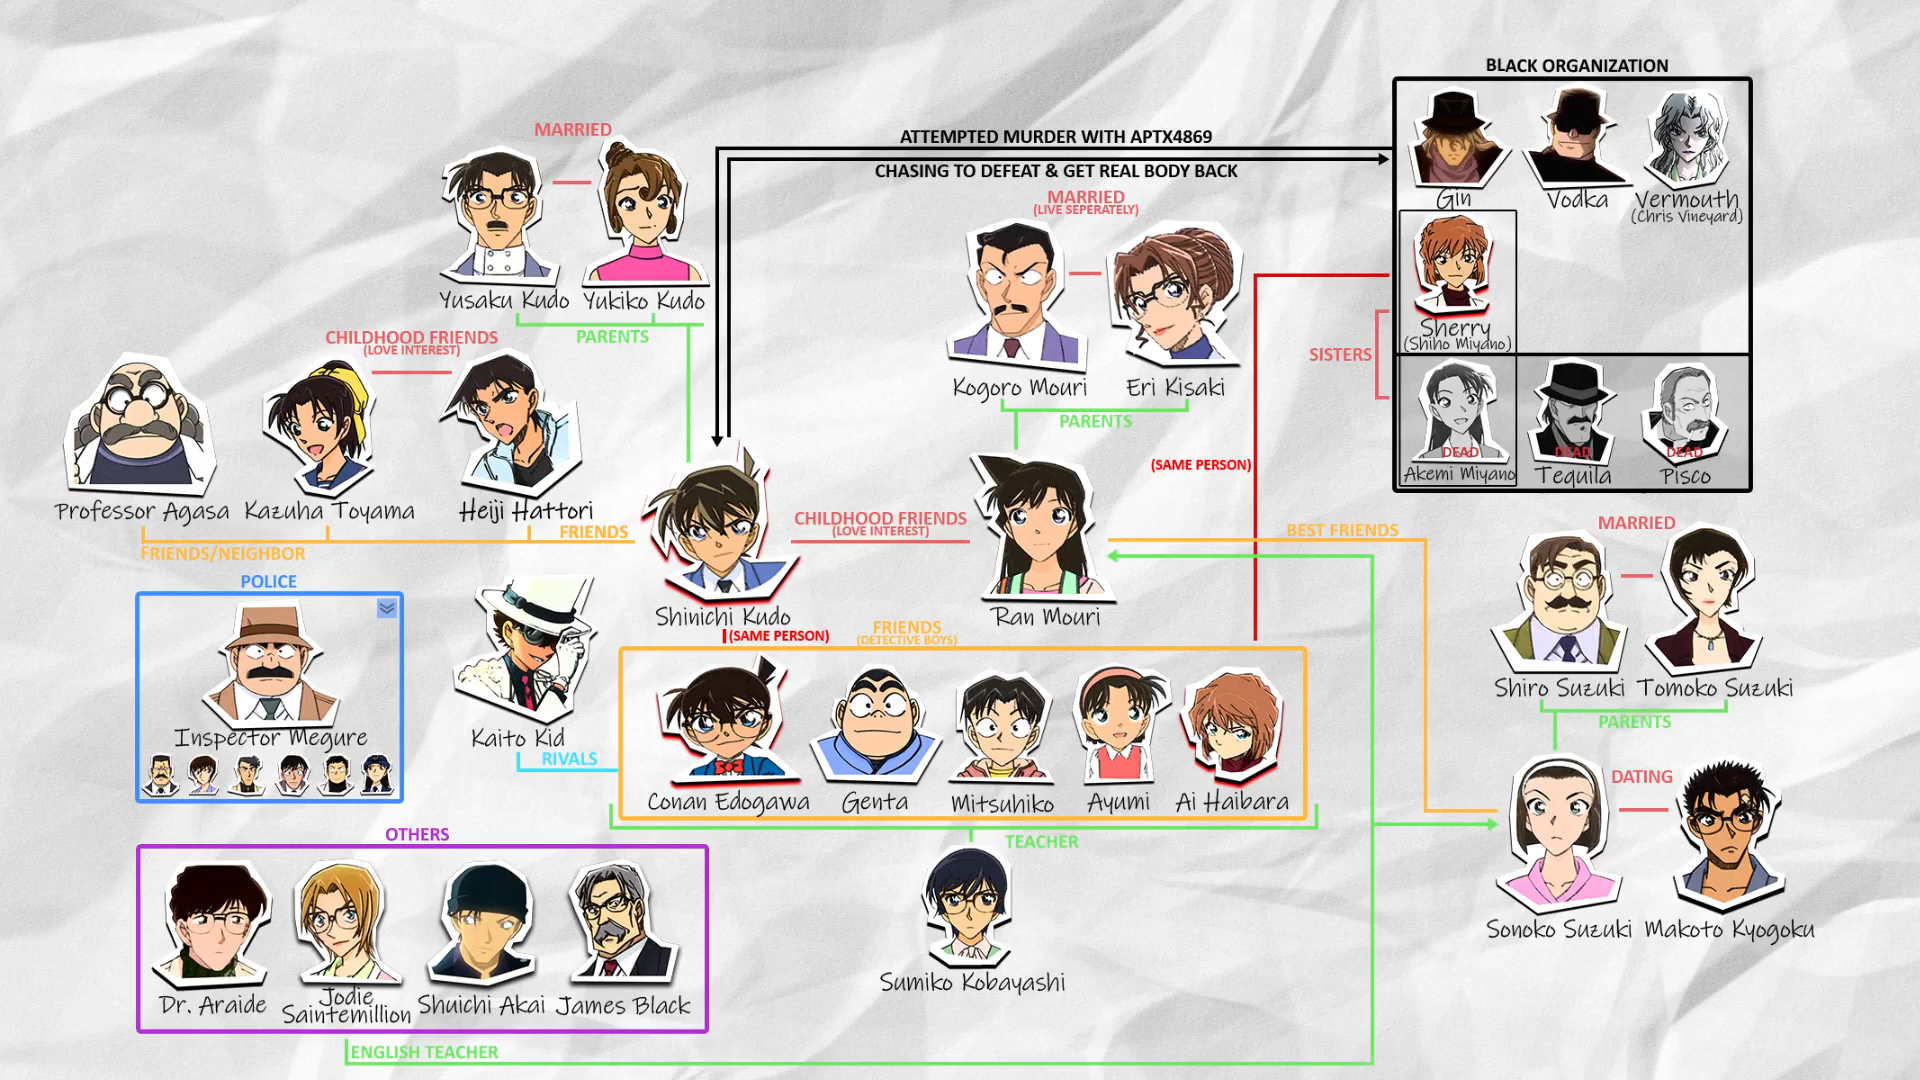 BLACK ORGANIZATION
Gin
Vodka
Vermouth
(Chris Vineyard)
Sherry
(Shiho Miyano)
SISTERS
DEAD
Akemi Miyano
DEAD
Tequila
DEAD
Pisco
ATTEMPTED MURDER WITH APTX4869
CHASING TO DEFEAT & GET REAL BODY BACK
MARRIED
Yusaku Kudo
Yukiko Kudo
PARENTS
MARRIED
(LIVE SEPERATELY)
Kogoro Mouri
Eri Kisaki
PARENTS
CHILDHOOD FRIENDS
(LOVE INTEREST)
Professor Agasa
Kazuha Toyama
Heiji Hattori
FRIENDS
FRIENDS/NEIGHBOR
(SAME PERSON)
CHILDHOOD FRIENDS
(LOVE INTEREST)
Shinichi Kudo
Ran Mouri
(SAME PERSON)
BEST FRIENDS
MARRIED
Shiro Suzuki
Tomoko Suzuki
PARENTS
DATING
Sonoko Suzuki
Makoto Kyogoku
POLICE
Inspector Megure
Kaito Kid
RIVALS
FRIENDS
(DETECTIVE BOYS)
Conan Edogawa
Genta
Mitsuhiko
Ayumi
Ai Haibara
TEACHER
Sumiko Kobayashi
OTHERS
Dr. Araide
Jodie
Saintemillion
Shuichi Akai
James Black
ENGLISH TEACHER